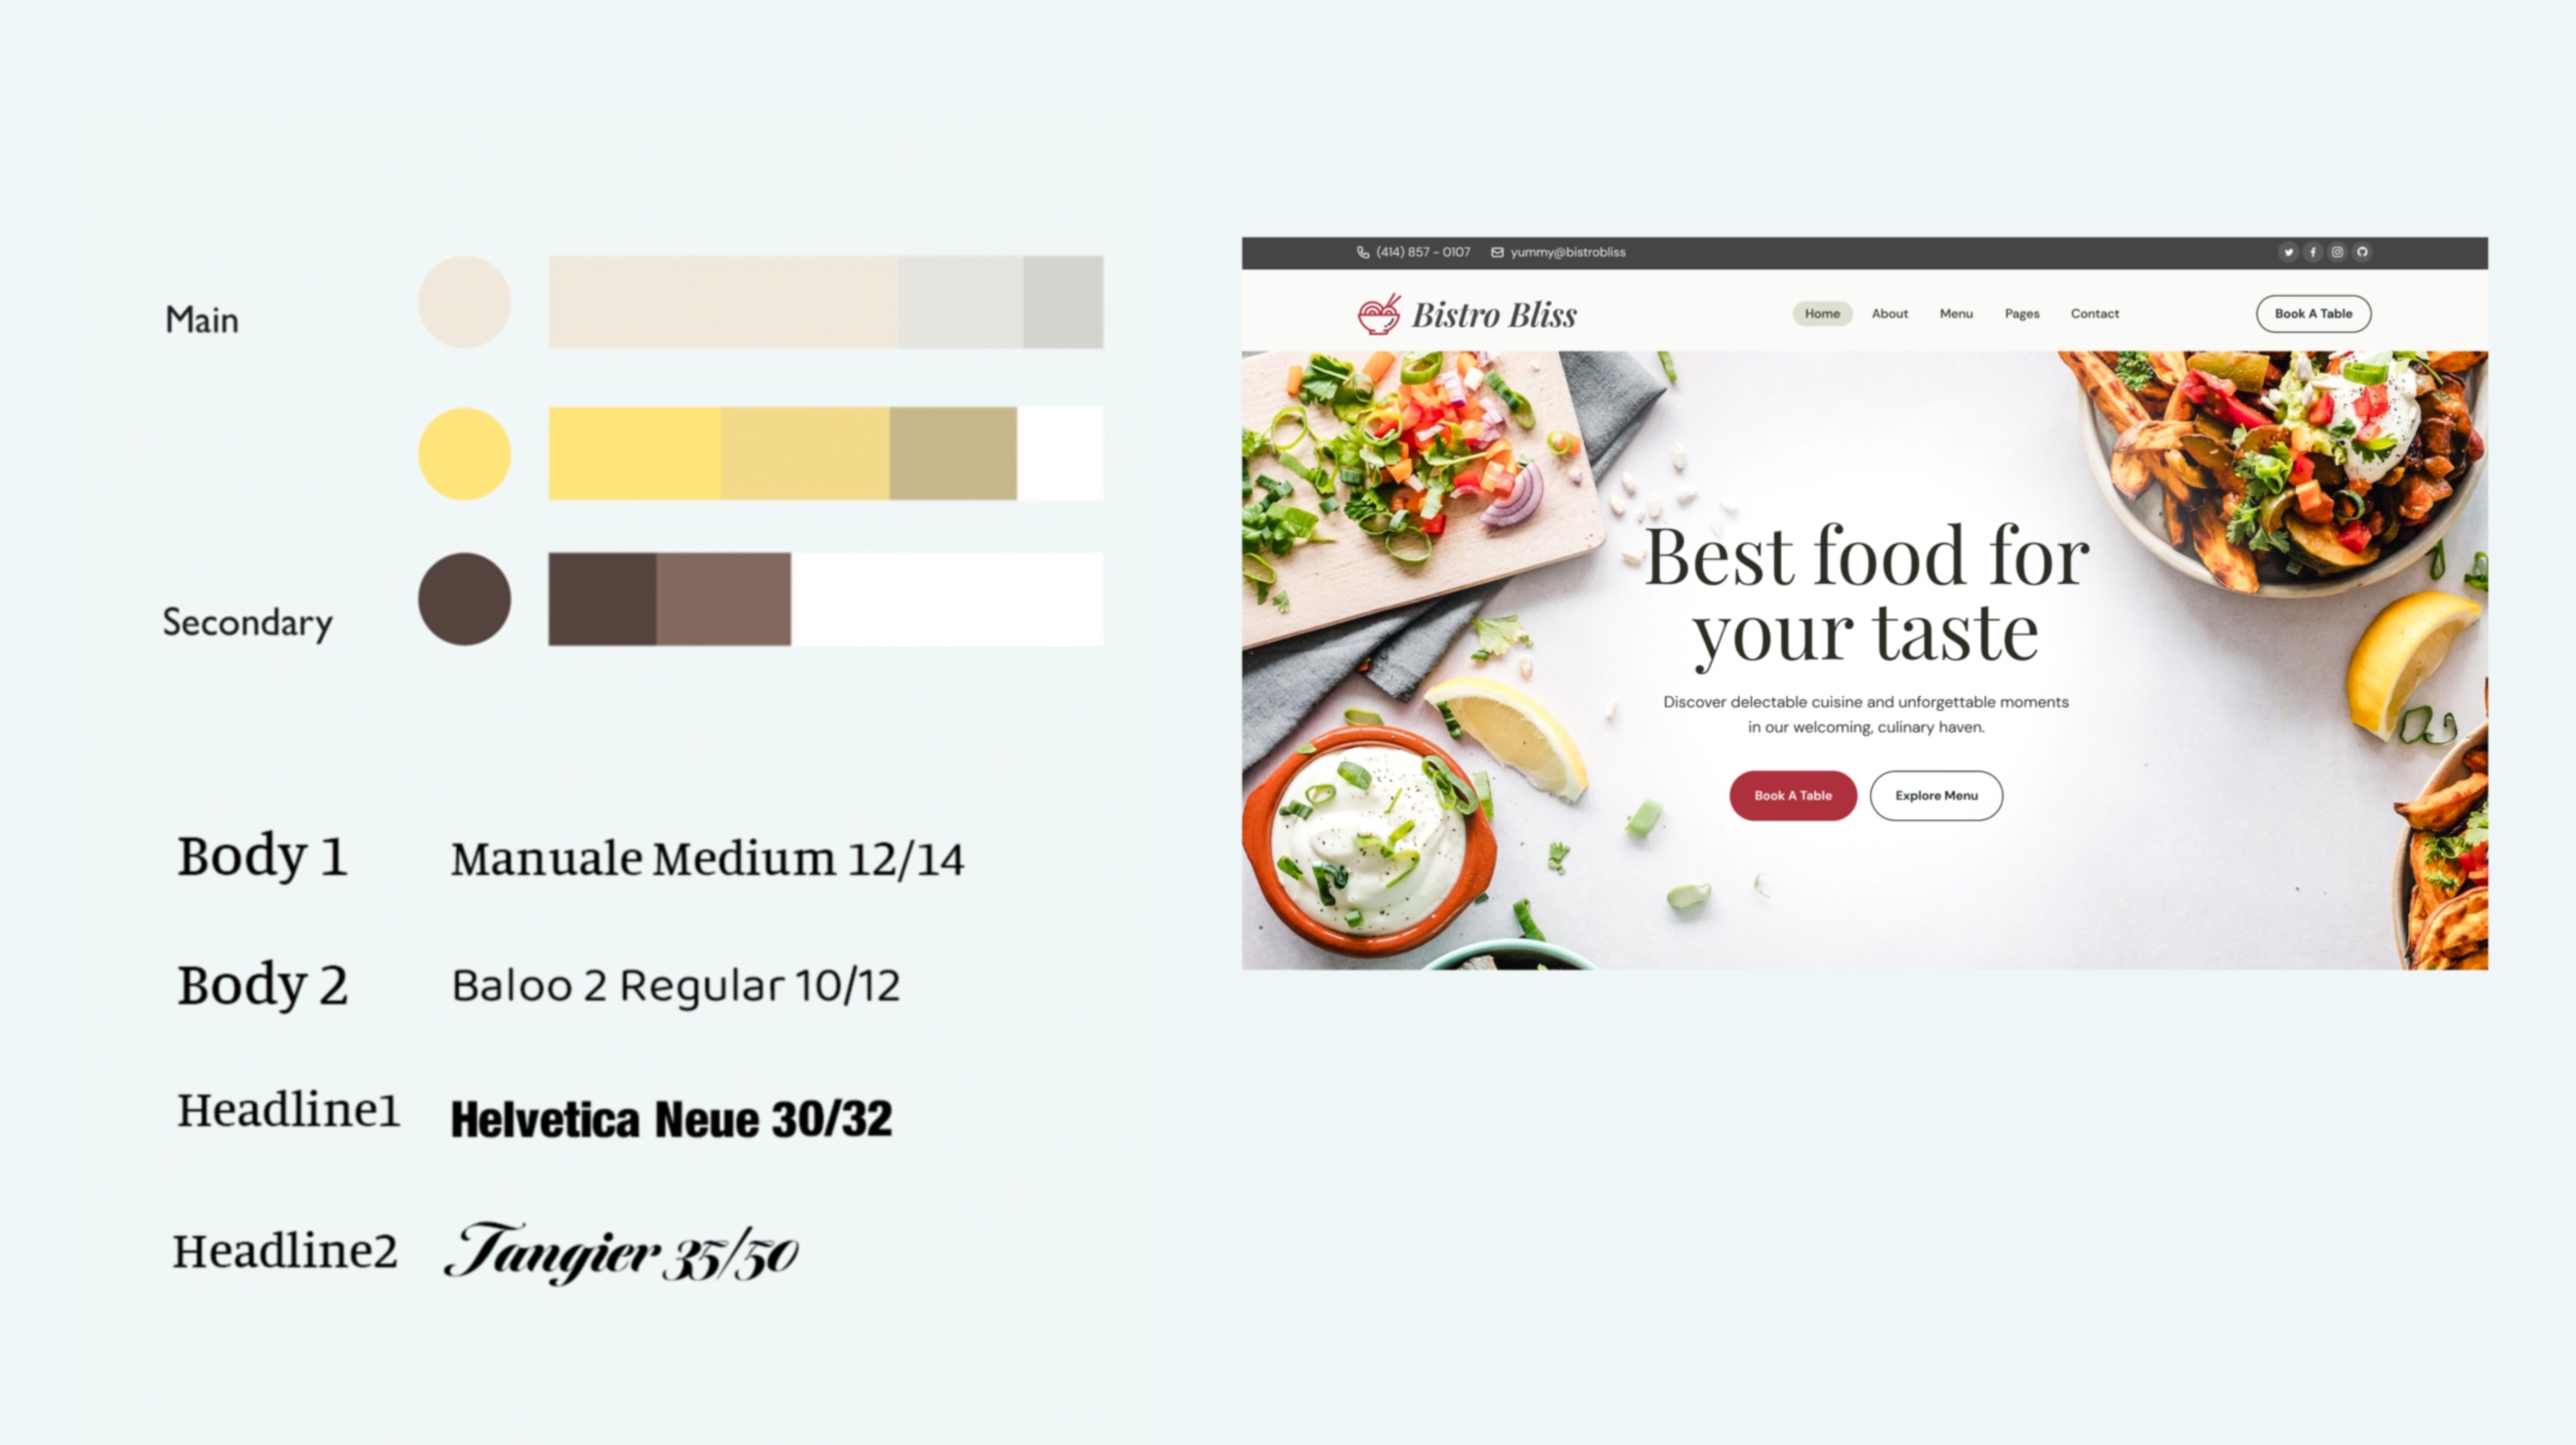 Main
Secondary
Body 1 Manuale Medium 12/14
Body 2 Baloo 2 Regular 10/12
Headline1 Helvetica Neue 30/32
Headline2 Tangier 35/50
(414) 857 - 0107 yummy@bistrobliss
Bistro Bliss Home About Menu Pages Contact Book A Table
Best food for
your taste
Discover delectable cuisine and unforgettable moments
in our welcoming, culinary haven.
Book A Table Explore Menu